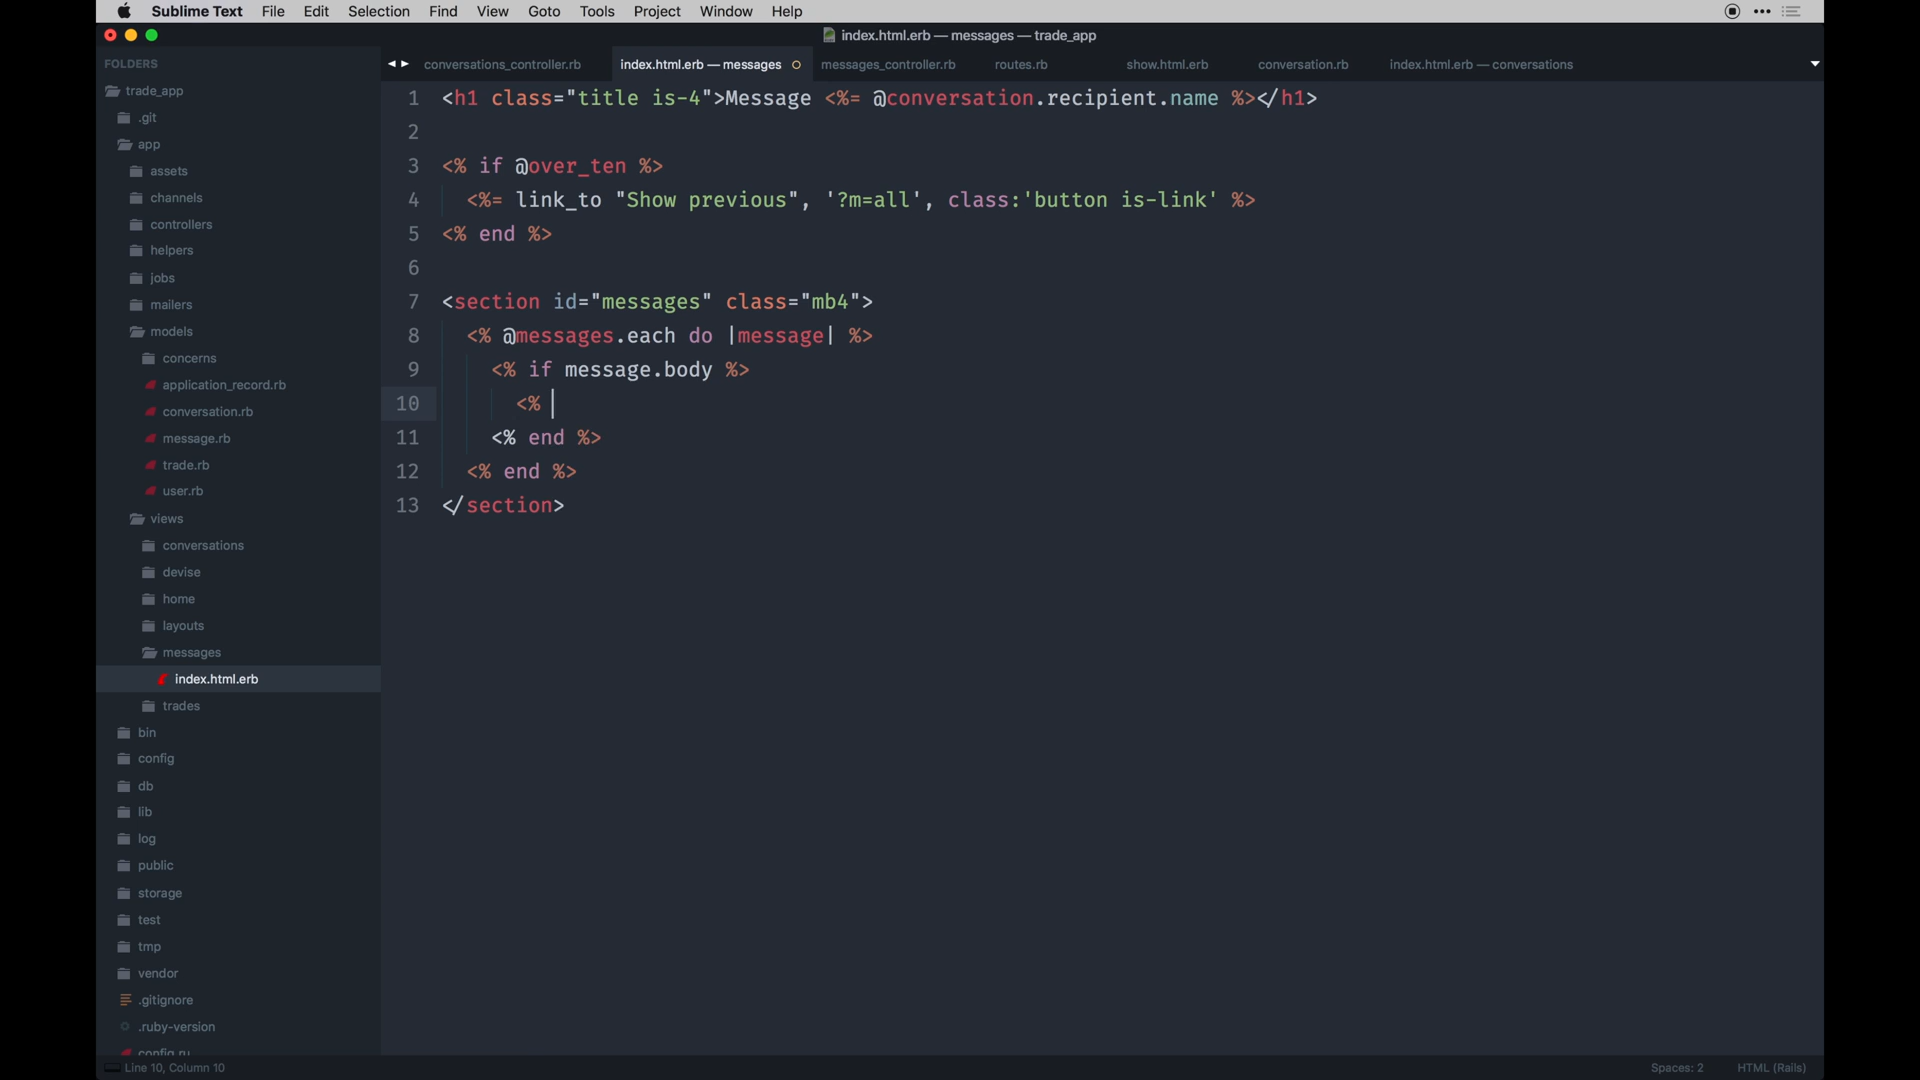 Sublime Text File Edit Selection Find View Goto Tools Project Window Help
index.html.erb — messages — trade_app
FOLDERS
trade_app
.git
app
assets
channels
controllers
helpers
jobs
mailers
models
concerns
application_record.rb
conversation.rb
message.rb
trade.rb
user.rb
views
conversations
devise
home
layouts
messages
index.html.erb
trades
bin
config
db
lib
log
public
storage
test
tmp
vendor
.gitignore
.ruby-version
config.ru
conversations_controller.rb index.html.erb — messages messages_controller.rb routes.rb show.html.erb conversation.rb index.html.erb — conversations
1 <h1 class="title is-4">Message <%= @conversation.recipient.name %></h1>
2
3 <% if @over_ten %>
4 <%= link_to "Show previous", '?m=all', class:'button is-link' %>
5 <% end %>
6
7 <section id="messages" class="mb4">
8 <% @messages.each do |message| %>
9 <% if message.body %>
10 <%
11 <% end %>
12 <% end %>
13 </section>
Line 10, Column 10 Spaces: 2 HTML (Rails)